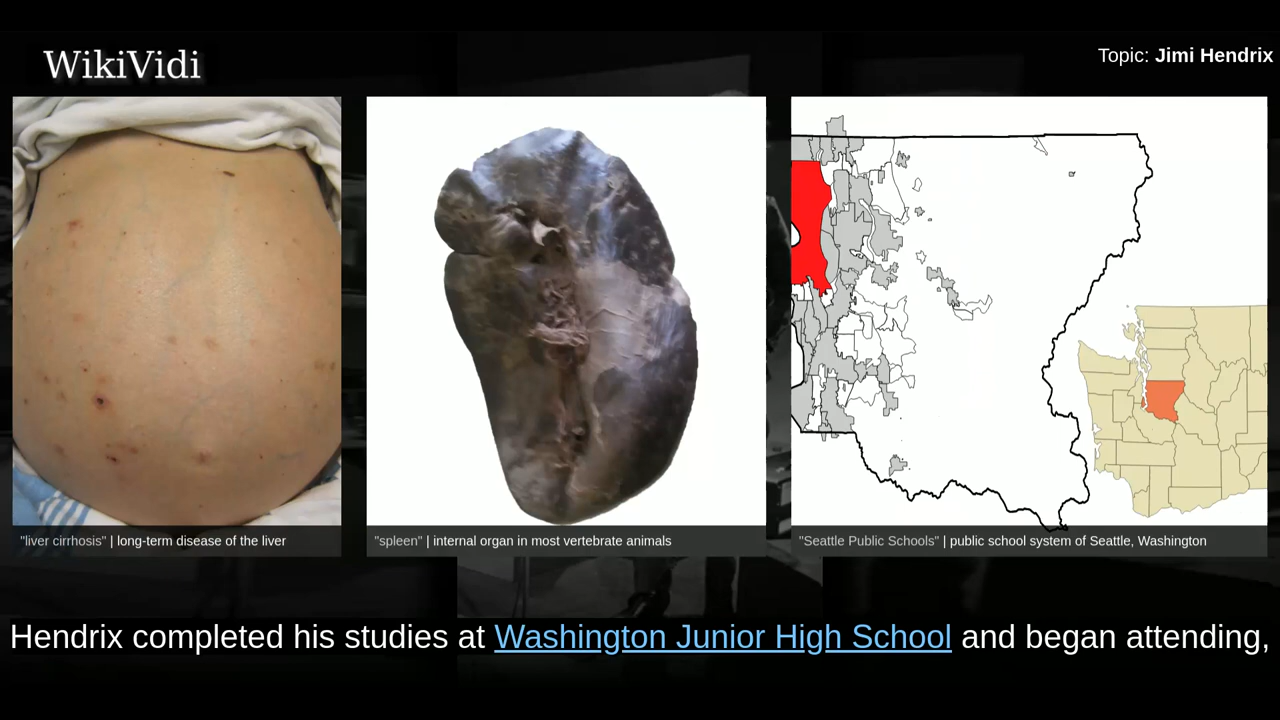 WikiVidi
Topic: Jimi Hendrix
"liver cirrhosis" | long-term disease of the liver
"spleen" | internal organ in most vertebrate animals
"Seattle Public Schools" | public school system of Seattle, Washington
Hendrix completed his studies at Washington Junior High School and began attending,